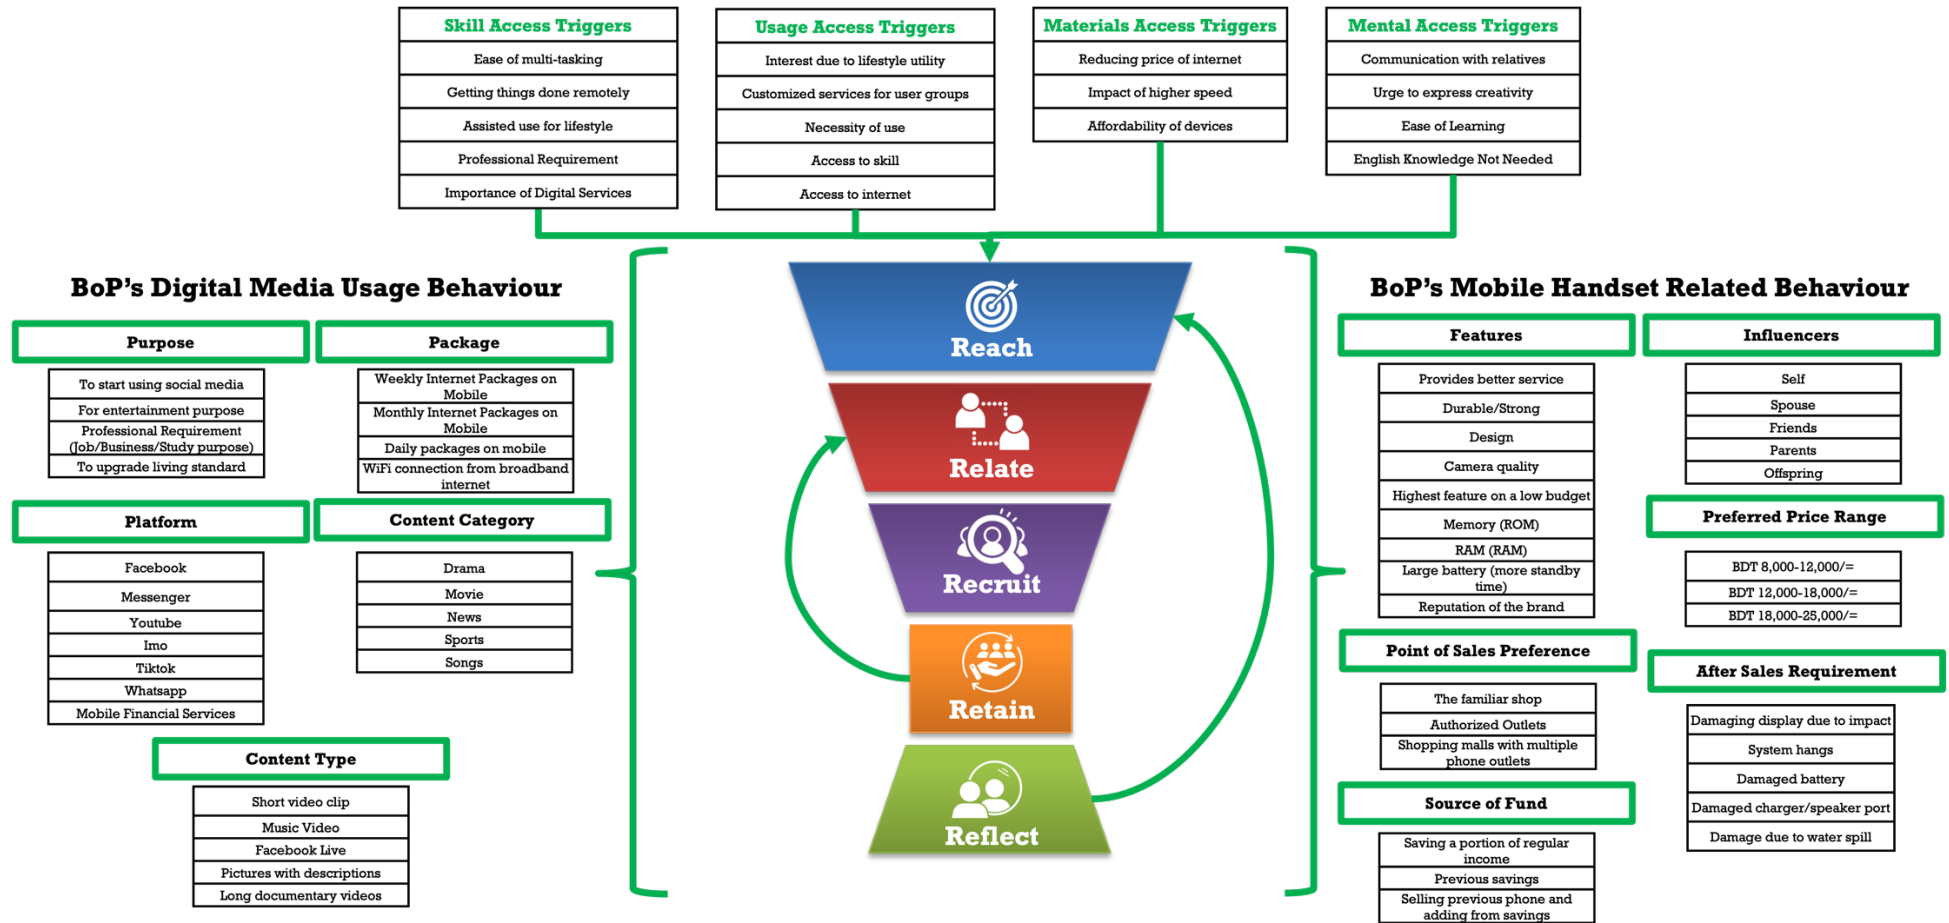 Skill Access Triggers
Ease of multi-tasking
Getting things done remotely
Assisted use for lifestyle
Professional Requirement
Importance of Digital Services
Usage Access Triggers
Interest due to lifestyle utility
Customized services for user groups
Necessity of use
Access to skill
Access to internet
Materials Access Triggers
Reducing price of internet
Impact of higher speed
Affordability of devices
Mental Access Triggers
Communication with relatives
Urge to express creativity
Ease of Learning
English Knowledge Not Needed
BoP's Digital Media Usage Behaviour
Purpose
To start using social media
For entertainment purpose
Professional Requirement
(Job/Business/Study purpose)
To upgrade living standard
Package
Weekly Internet Packages on
Mobile
Monthly Internet Packages on
Mobile
Daily packages on mobile
WiFi connection from broadband
internet
Platform
Facebook
Messenger
Youtube
Imo
Tiktok
Whatsapp
Mobile Financial Services
Content Category
Drama
Movie
News
Sports
Songs
Content Type
Short video clip
Music Video
Facebook Live
Pictures with descriptions
Long documentary videos
Reach
Relate
Recruit
Retain
Reflect
BoP's Mobile Handset Related Behaviour
Features
Provides better service
Durable/Strong
Design
Camera quality
Highest feature on a low budget
Memory (ROM)
RAM (RAM)
Large battery (more standby
time)
Reputation of the brand
Influencers
Self
Spouse
Friends
Parents
Offspring
Preferred Price Range
BDT 8,000-12,000/=
BDT 12,000-18,000/=
BDT 18,000-25,000/=
Point of Sales Preference
The familiar shop
Authorized Outlets
Shopping malls with multiple
phone outlets
After Sales Requirement
Damaging display due to impact
System hangs
Damaged battery
Damaged charger/speaker port
Damage due to water spill
Source of Fund
Saving a portion of regular
income
Previous savings
Selling previous phone and
adding from savings